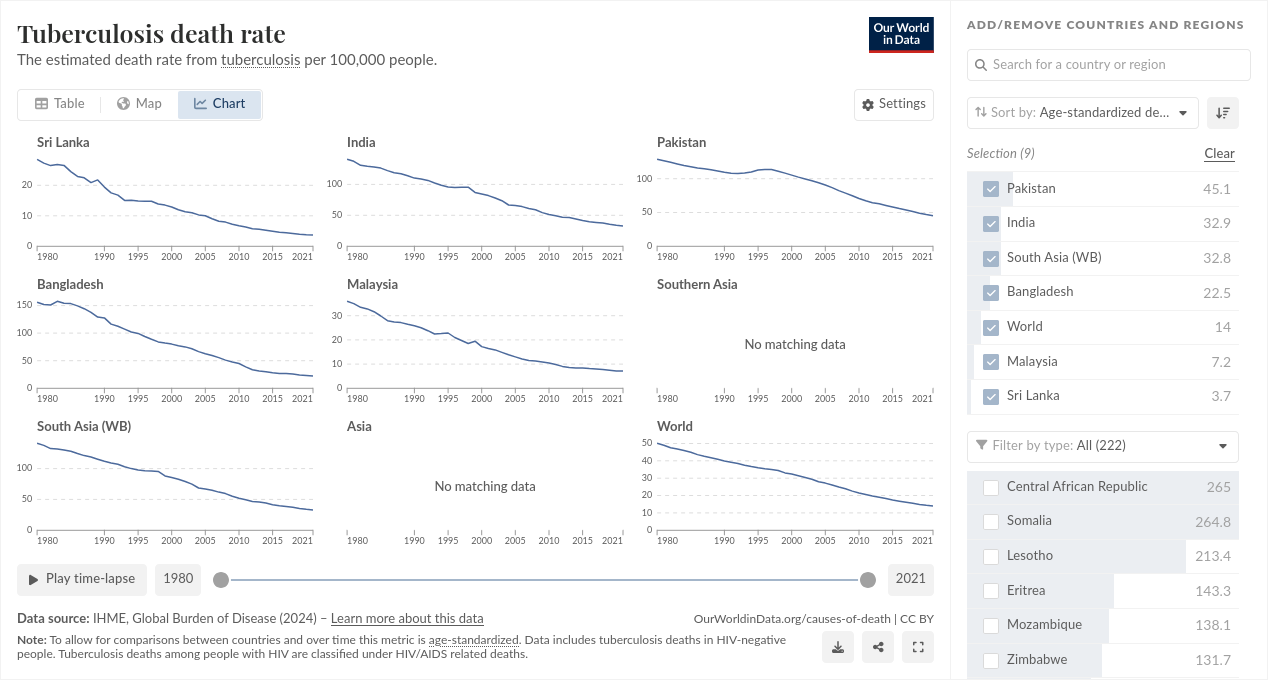 Tuberculosis death rate
The estimated death rate from tuberculosis per 100,000 people.
Our World
in Data
Table
Map
Chart
Settings
Sri Lanka
20
10
0
1980
1990
1995
2000
2005
2010
2015
2021
India
100
50
0
1980
1990
1995
2000
2005
2010
2015
2021
Pakistan
100
50
0
1980
1990
1995
2000
2005
2010
2015
2021
Bangladesh
150
100
50
0
1980
1990
1995
2000
2005
2010
2015
2021
Malaysia
30
20
10
0
1980
1990
1995
2000
2005
2010
2015
2021
Southern Asia
No matching data
1980
1990
1995
2000
2005
2010
2015
2021
South Asia (WB)
100
50
0
1980
1990
1995
2000
2005
2010
2015
2021
Asia
No matching data
1980
1990
1995
2000
2005
2010
2015
2021
World
50
40
30
20
10
0
1980
1990
1995
2000
2005
2010
2015
2021
Play time-lapse
1980
2021
Data source: IHME, Global Burden of Disease (2024) – Learn more about this data
OurWorldinData.org/causes-of-death | CC BY
Note: To allow for comparisons between countries and over time this metric is age-standardized. Data includes tuberculosis deaths in HIV-negative
people. Tuberculosis deaths among people with HIV are classified under HIV/AIDS related deaths.
ADD/REMOVE COUNTRIES AND REGIONS
Search for a country or region
Sort by: Age-standardized de...
Selection (9)
Clear
Pakistan 45.1
India 32.9
South Asia (WB) 32.8
Bangladesh 22.5
World 14
Malaysia 7.2
Sri Lanka 3.7
Filter by type: All (222)
Central African Republic 265
Somalia 264.8
Lesotho 213.4
Eritrea 143.3
Mozambique 138.1
Zimbabwe 131.7